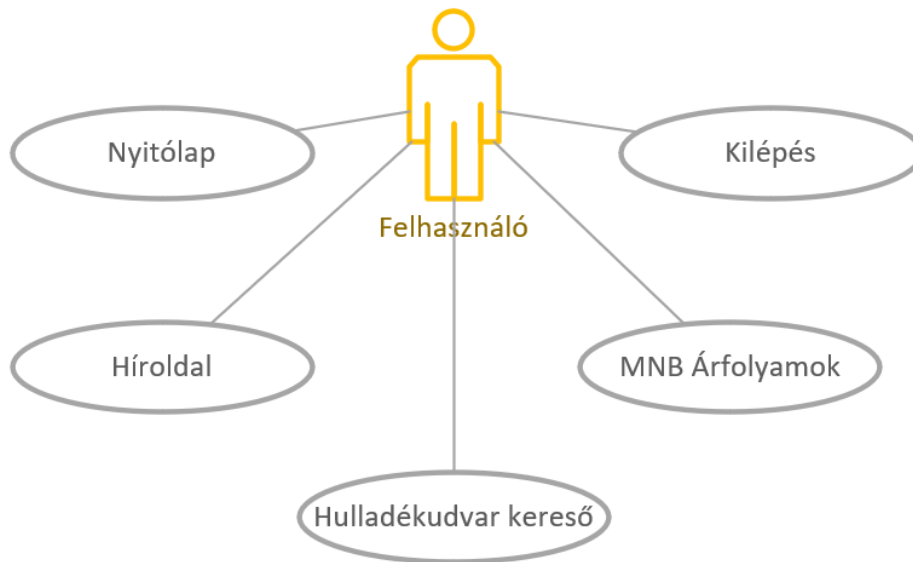 Nyitólap
Kilépés
Felhasználó
Híroldal
MNB Árfolyamok
Hulladékudvar kereső